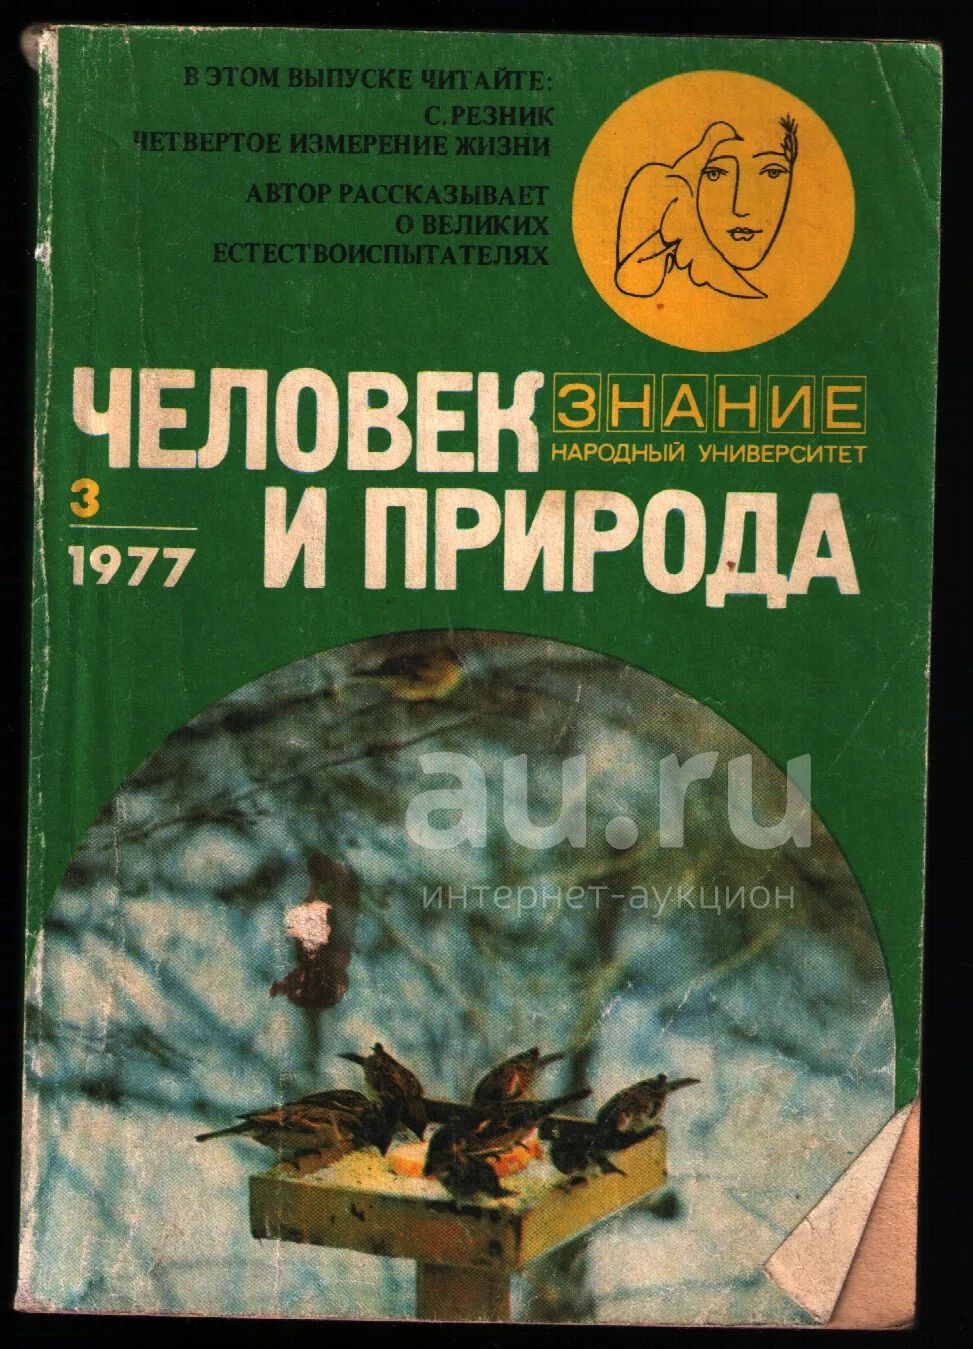 В ЭТОМ ВЫПУСКЕ ЧИТАЙТЕ:
С. РЕЗНИК
ЧЕТВЕРТОЕ ИЗМЕРЕНИЕ ЖИЗНИ
АВТОР РАССКАЗЫВАЕТ
О ВЕЛИКИХ
ЕСТЕСТВОИСПЫТАТЕЛЯХ
ЧЕЛОВЕК
ЗНАНИЕ
НАРОДНЫЙ УНИВЕРСИТЕТ
И ПРИРОДА
3
1977
au.ru
интернет-аукцион